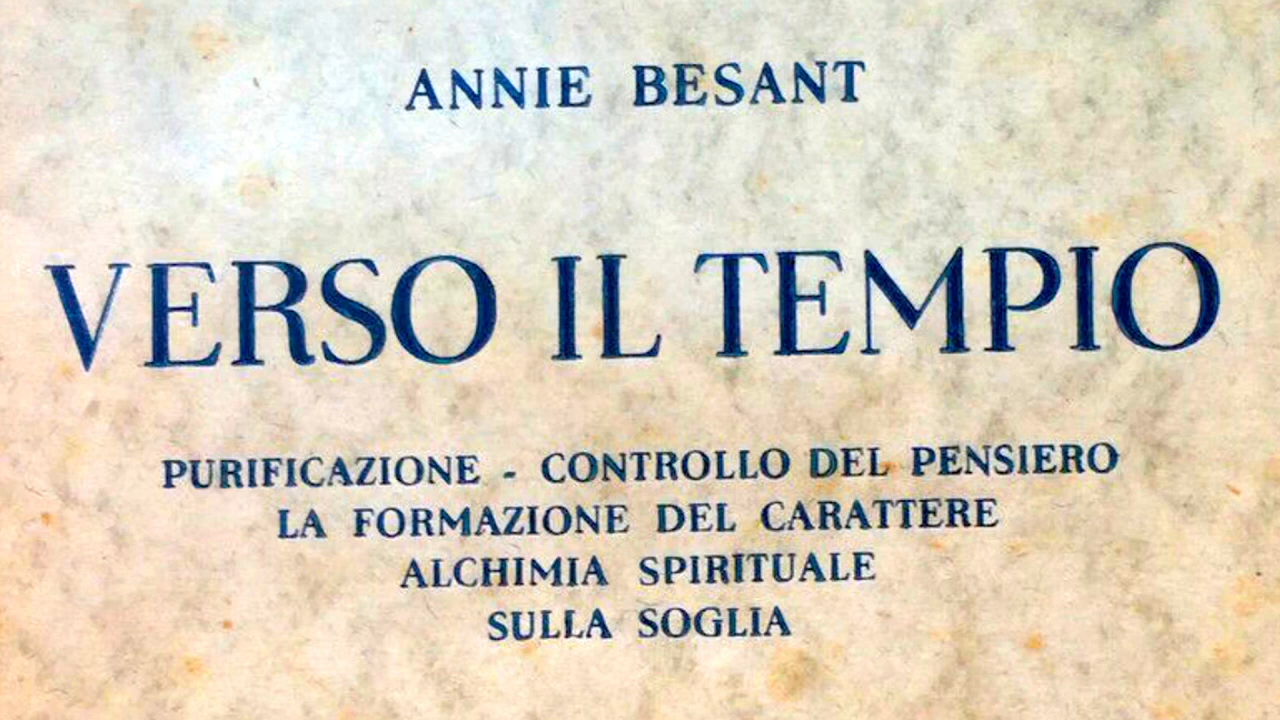 ANNIE BESANT
VERSO IL TEMPIO
PURIFICAZIONE - CONTROLLO DEL PENSIERO
LA FORMAZIONE DEL CARATTERE
ALCHIMIA SPIRITUALE
SULLA SOGLIA